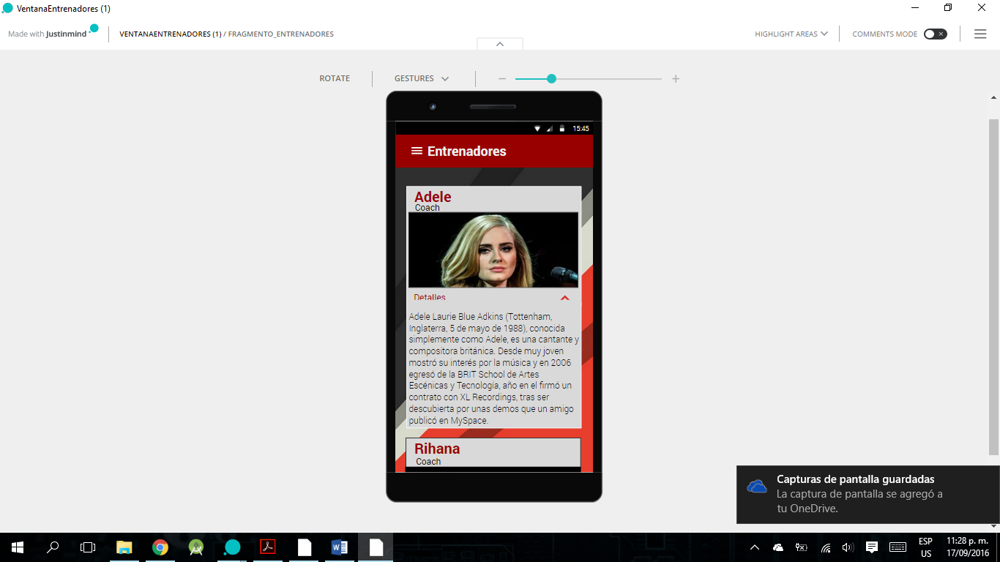 VentanaEntrenadores (1)
Made with Justinmind
VENTANAENTRENADORES (1) / FRAGMENTO_ENTRENADORES
HIGHLIGHT AREAS
COMMENTS MODE
ROTATE
GESTURES
15:45
Entrenadores
Adele
Coach
Detalles
Adele Laurie Blue Adkins (Tottenham,
Inglaterra, 5 de mayo de 1988), conocida
simplemente como Adele, es una cantante y
compositora británica. Desde muy joven
mostró su interés por la música y en 2006
egresó de la BRIT School de Artes
Escénicas y Tecnología, año en el firmó un
contrato con XL Recordings, tras ser
descubierta por unas demos que un amigo
publicó en MySpace.
Rihana
Coach
Capturas de pantalla guardadas
La captura de pantalla se agregó a
tu OneDrive.
ESP
US
11:28 p. m.
17/09/2016